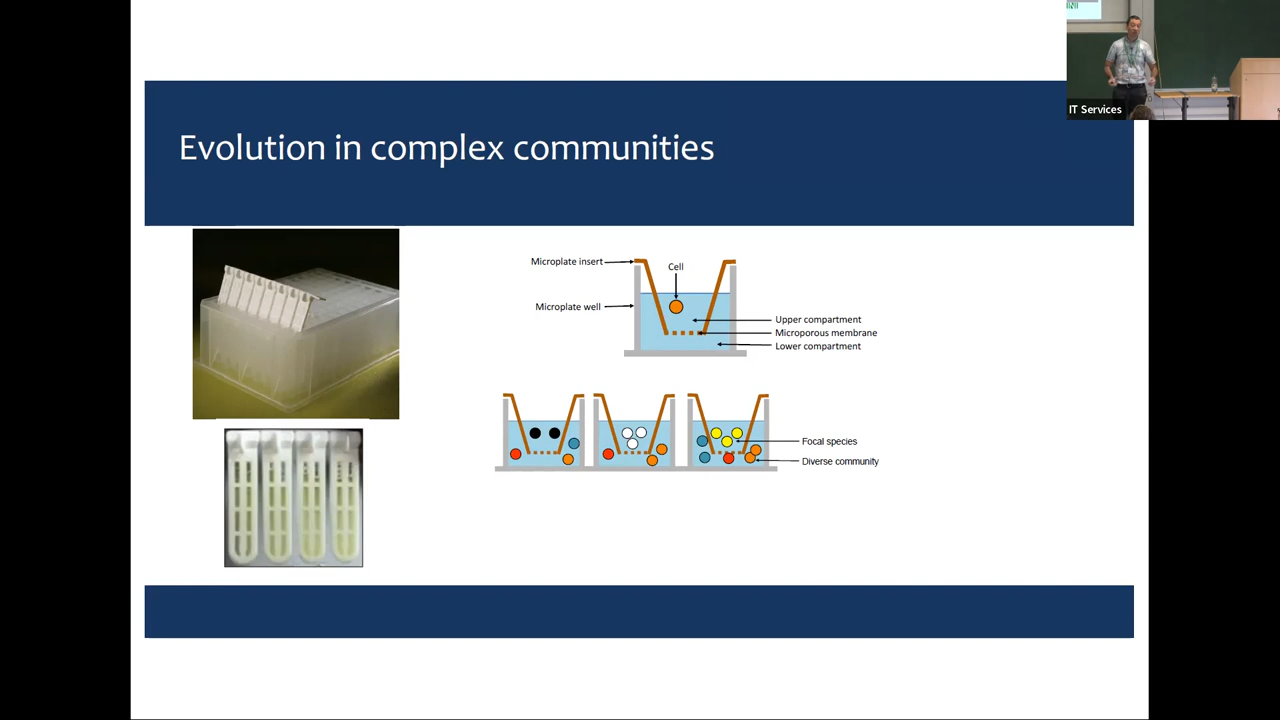 IT Services
Evolution in complex communities
Microplate insert
Cell
Microplate well
Upper compartment
Microporous membrane
Lower compartment
Focal species
Diverse community